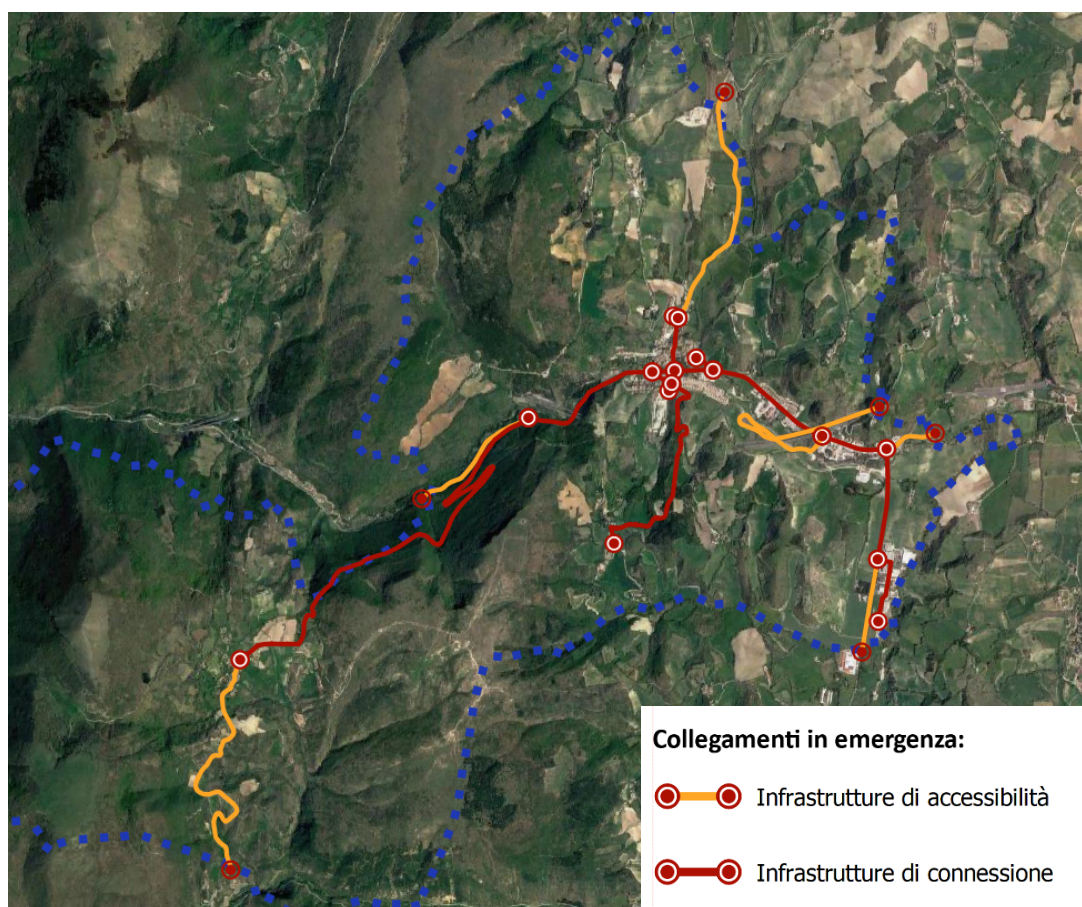 Collegamenti in emergenza:
Infrastrutture di accessibilità
Infrastrutture di connessione